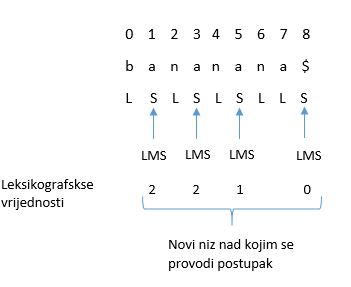 0 1 2 3 4 5 6 7 8
b a n a n a n a $
L S L S L S L L S
LMS LMS LMS LMS
Leksikografskse
vrijednosti
2 2 1 0
Novi niz nad kojim se
provodi postupak